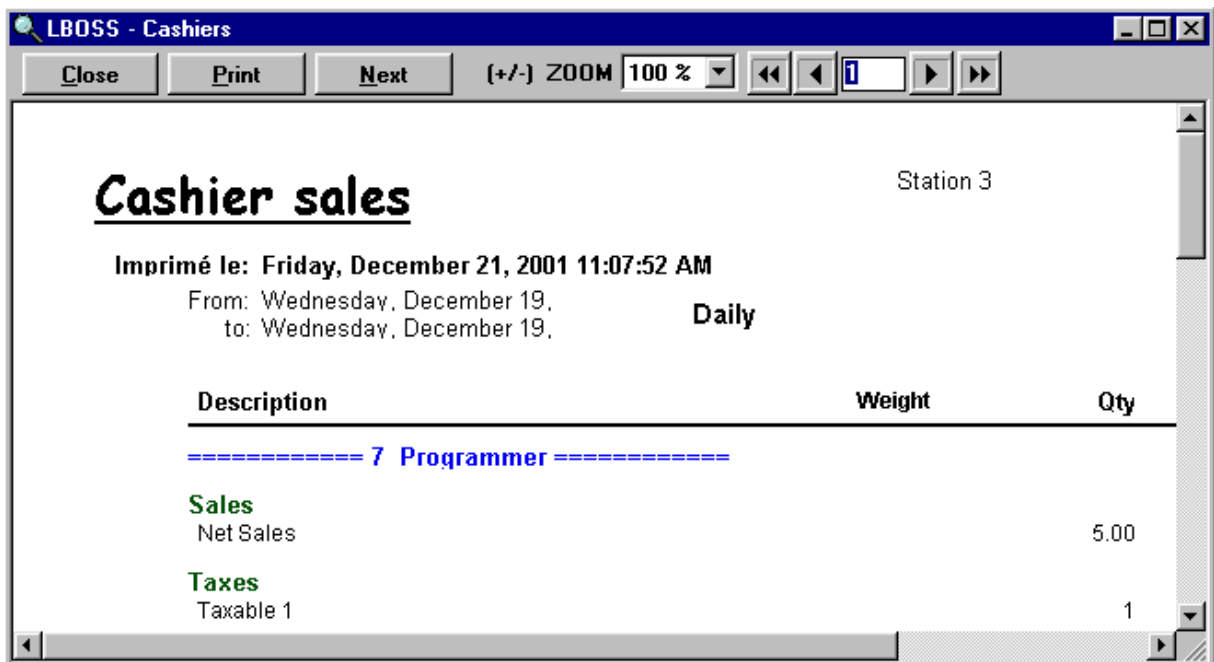 LBOSS - Cashiers
Close Print Next (+/-) ZOOM 100 % 1
Station 3
Cashier sales
Imprimé le: Friday, December 21, 2001 11:07:52 AM
From: Wednesday, December 19,
Daily
to: Wednesday, December 19,
Description Weight Qty
============ 7 Programmer ============
Sales
Net Sales 5.00
Taxes
Taxable 1 1